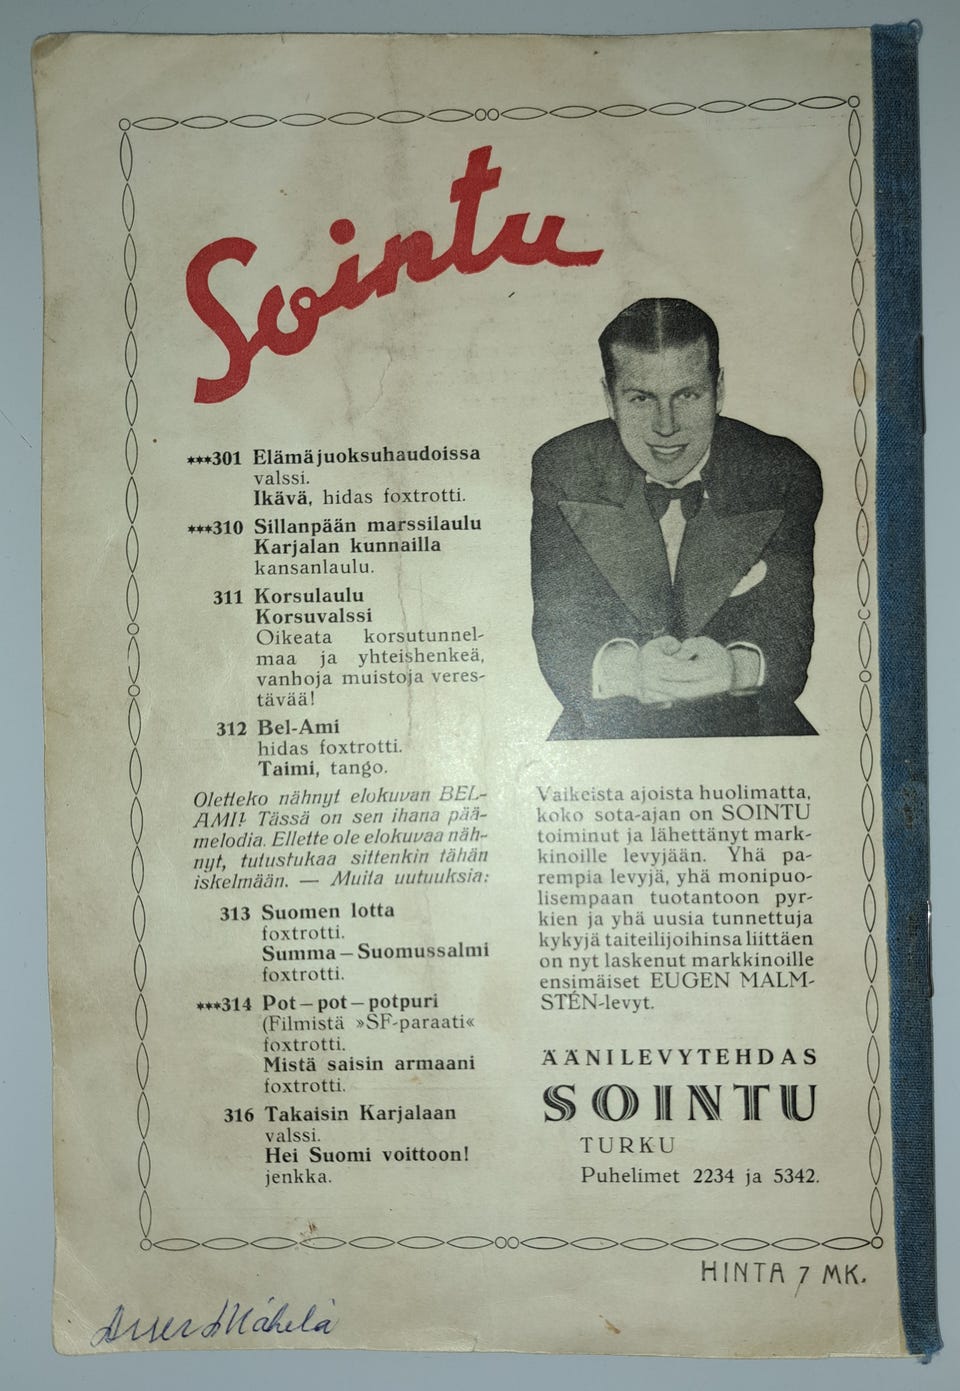 Sointu
***301 Elämä juoksuhaudoissa
valssi.
Ikävä, hidas foxtrotti.
***310 Sillanpään marssilaulu
Karjalan kunnailla
kansanlaulu.
311 Korsulaulu
Korsuvalssi
Oikeata korsutunnel-
maa ja yhteishenkeä,
vanhoja muistoja veres-
tävää!
312 Bel-Ami
hidas foxtrotti.
Taimi, tango.
Oletteko nähnyt elokuvan BEL-
AMI? Tässä on sen ihana pää-
melodia. Ellette ole elokuvaa näh-
nyt, tutustukaa sittenkin tähän
iskelmään. — Muita uutuuksia:
313 Suomen lotta
foxtrotti.
Summa — Suomussalmi
foxtrotti.
***314 Pot — pot — potpuri
(Filmistä »SF-paraati«
foxtrotti.
Mistä saisin armaani
foxtrotti.
316 Takaisin Karjalaan
valssi.
Hei Suomi voittoon!
jenkka.
Vaikeista ajoista huolimatta,
koko sota-ajan on SOINTU
toiminut ja lähettänyt mark-
kinoille levyjään. Yhä pa-
rempia levyjä, yhä monipuo-
lisempaan tuotantoon pyr-
kien ja yhä uusia tunnettuja
kykyjä taiteilijoihinsa liittäen
on nyt laskenut markkinoille
ensimäiset EUGEN MALM-
STÉN-levyt.
ÄÄNILEVYTEHDAS
SOINTU
TURKU
Puhelimet 2234 ja 5342.
HINTA 7 MK.